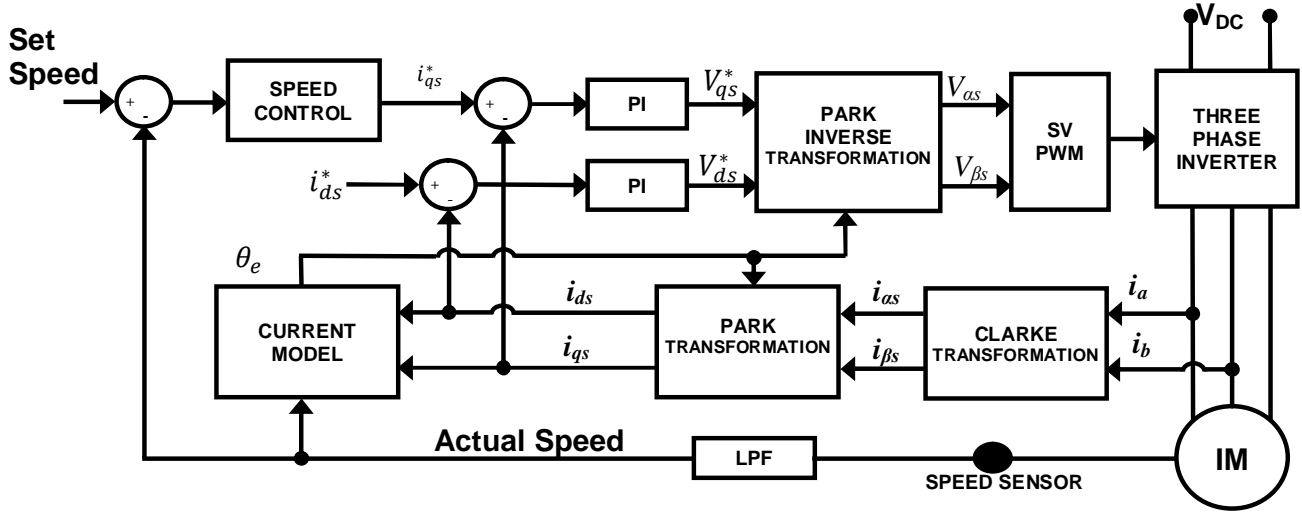 V_DC
Set
Speed
+
-
SPEED
CONTROL
i*_qs
+
-
PI
V*_qs
PARK
INVERSE
TRANSFORMATION
V_αs
SV
PWM
THREE
PHASE
INVERTER
i*_ds
+
-
PI
V*_ds
V_βs
θ_e
CURRENT
MODEL
i_ds
i_qs
PARK
TRANSFORMATION
i_αs
i_βs
CLARKE
TRANSFORMATION
i_a
i_b
Actual Speed
LPF
SPEED SENSOR
IM